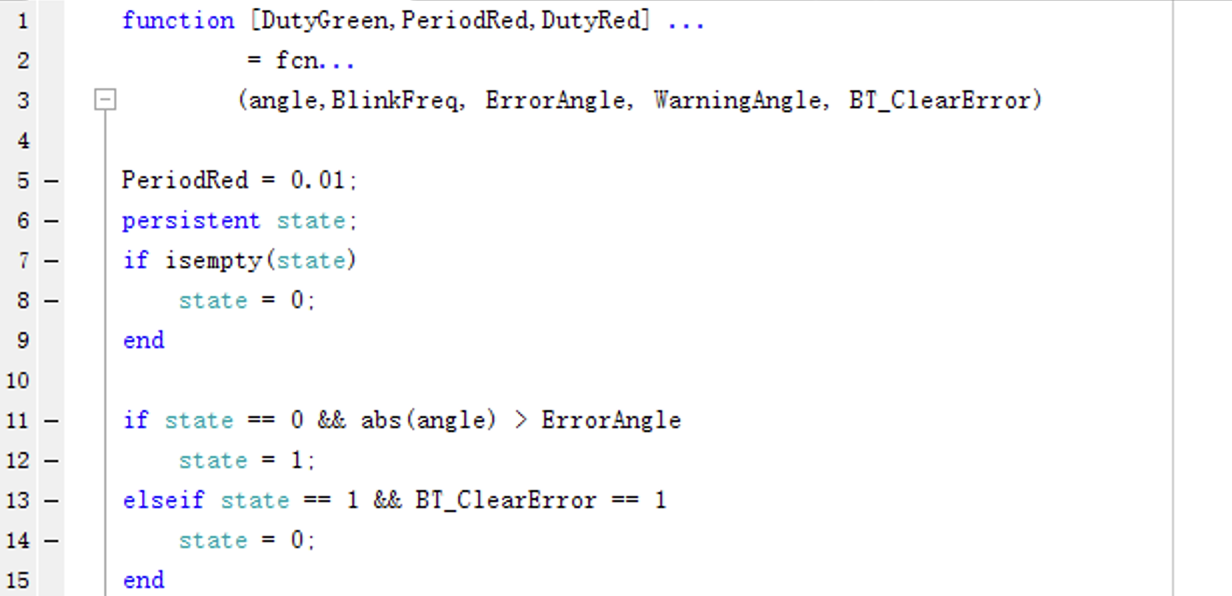 1 function [DutyGreen,PeriodRed,DutyRed] ...
2 = fcn...
3 (angle,BlinkFreq, ErrorAngle, WarningAngle, BT_ClearError)
4
5 – PeriodRed = 0.01;
6 – persistent state;
7 – if isempty(state)
8 – state = 0;
9 end
10
11 – if state == 0 && abs(angle) > ErrorAngle
12 – state = 1;
13 – elseif state == 1 && BT_ClearError == 1
14 – state = 0;
15 end